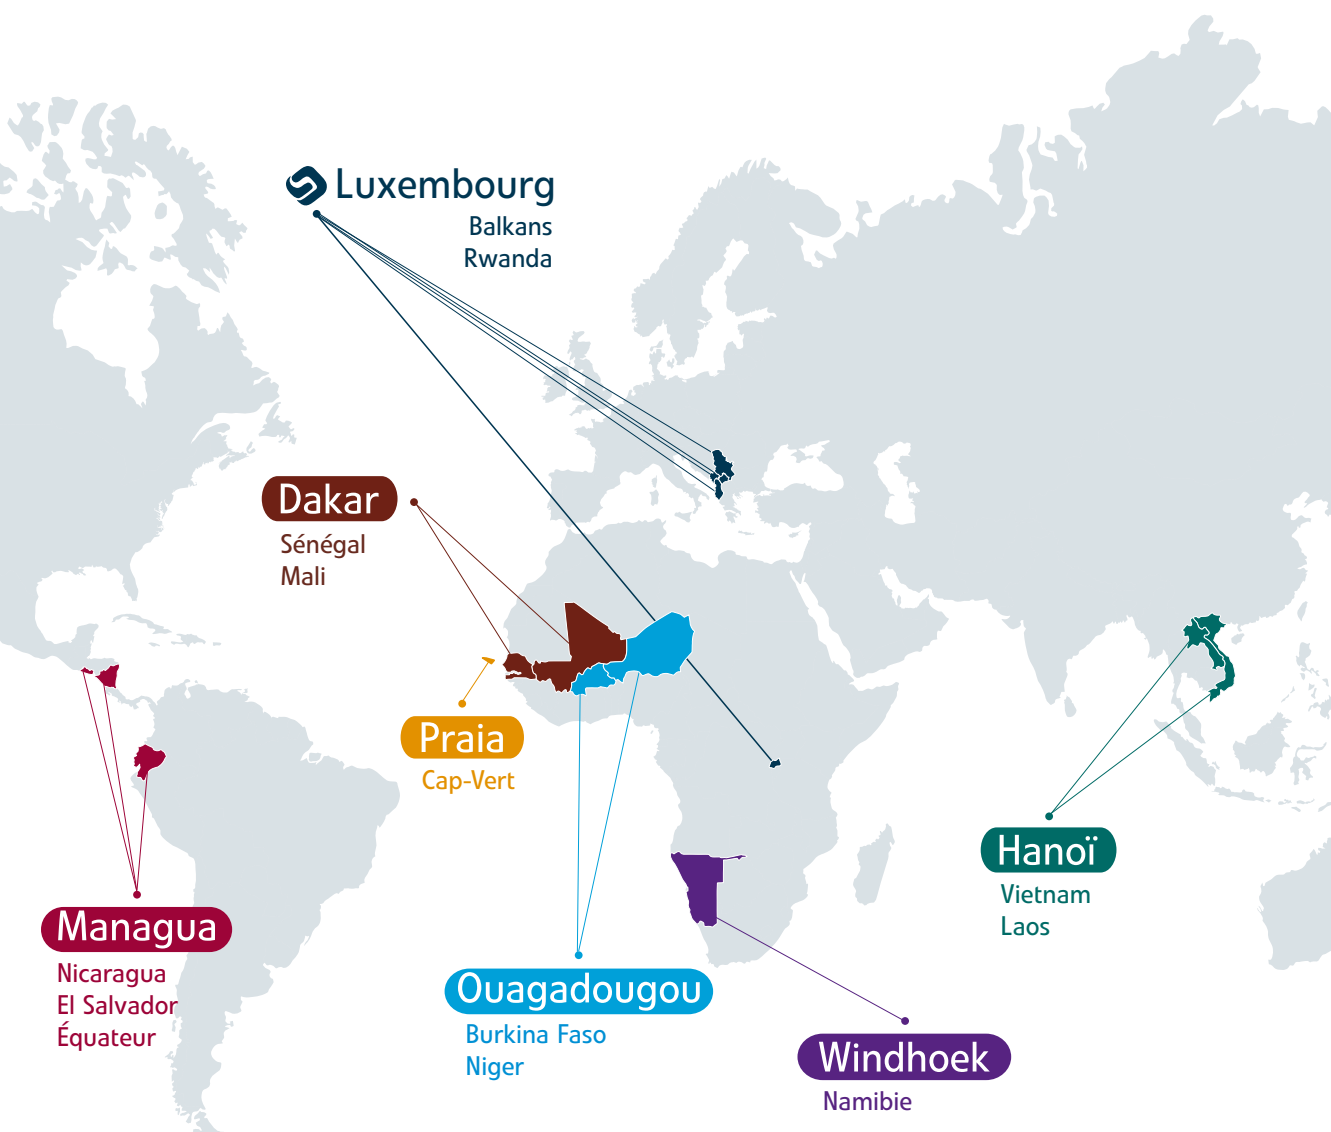 Luxembourg
Balkans
Rwanda
Dakar
Sénégal
Mali
Praia
Cap-Vert
Hanoï
Vietnam
Laos
Managua
Nicaragua
El Salvador
Équateur
Ouagadougou
Burkina Faso
Niger
Windhoek
Namibie